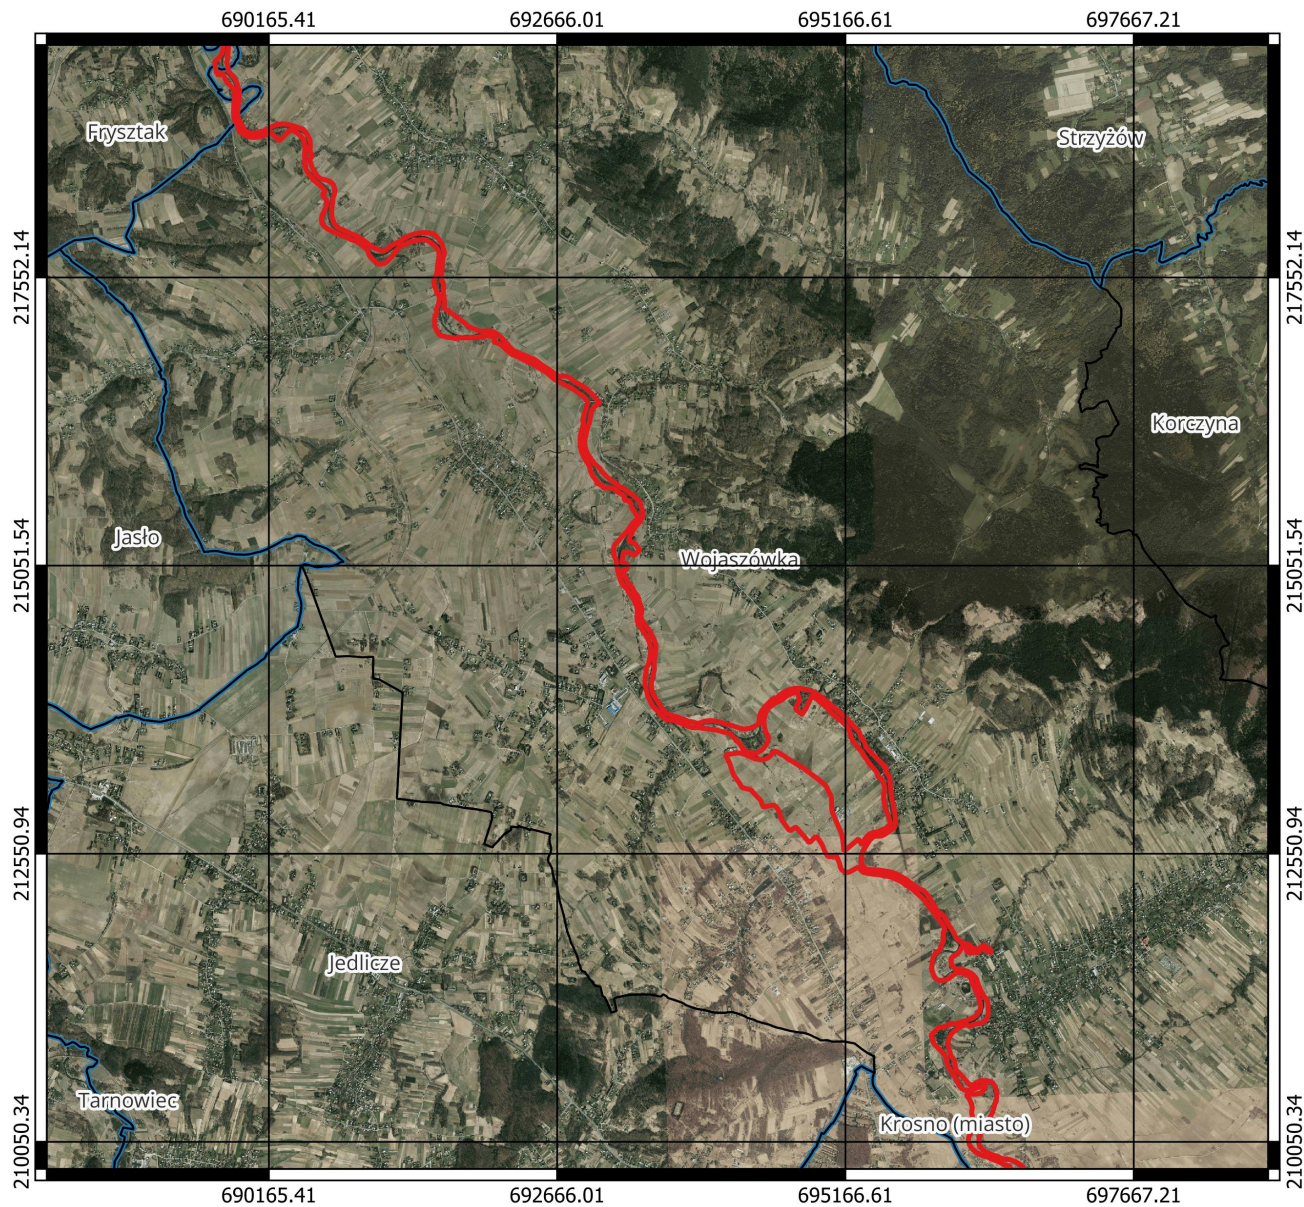 690165.41 692666.01 695166.61 697667.21
Frysztak
Strzyżów
217552.14 217552.14
Korczyna
Jasło
Wojaszówka
215051.54 215051.54
212550.94 212550.94
Jedlicze
Tarnowiec
Krosno (miasto)
210050.34 210050.34
690165.41 692666.01 695166.61 697667.21